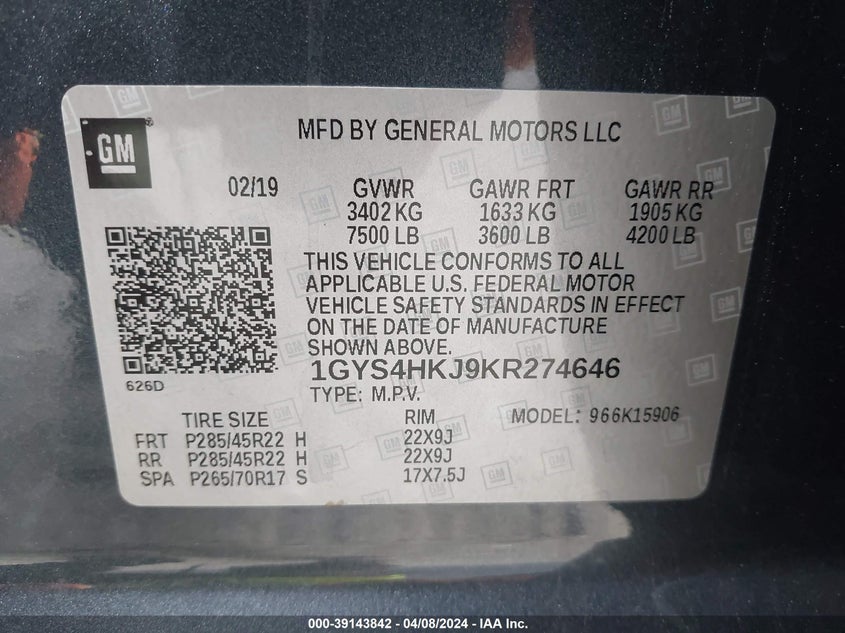 GM
MFD BY GENERAL MOTORS LLC
02/19 GVWR GAWR FRT GAWR RR
3402 KG 1633 KG 1905 KG
7500 LB 3600 LB 4200 LB
THIS VEHICLE CONFORMS TO ALL
APPLICABLE U.S. FEDERAL MOTOR
VEHICLE SAFETY STANDARDS IN EFFECT
ON THE DATE OF MANUFACTURE
SHOWN ABOVE.
626D
1GYS4HKJ9KR274646
TYPE: M.P.V.
TIRE SIZE RIM MODEL: 966K15906
FRT P285/45R22 H 22X9J
RR P285/45R22 H 22X9J
SPA P265/70R17 S 17X7.5J
000-39143842 - 04/08/2024 - IAA Inc.